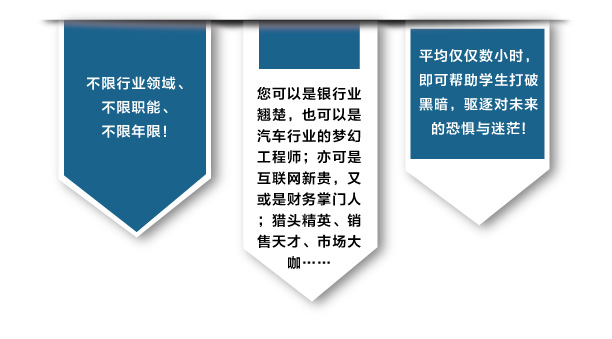 不限行业领域、
不限职能、
不限年限!
您可以是银行业
翘楚，也可以是
汽车行业的梦幻
工程师；亦可是
互联网新贵，又
或是财务掌门人
；猎头精英、销
售天才、市场大
咖……
平均仅仅数小时，
即可帮助学生打破
黑暗，驱逐对未来
的恐惧与迷茫!